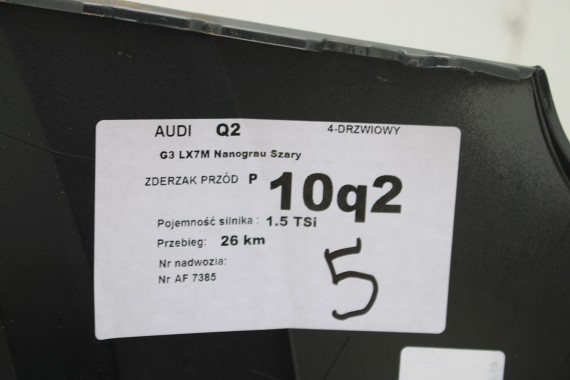 AUDI Q2 4-DRZWIOWY
G3 LX7M Nanograu Szary
ZDERZAK PRZÓD P 10q2
Pojemność silnika : 1.5 TSi
Przebieg: 26 km
Nr nadwozia:
Nr AF 7385
5